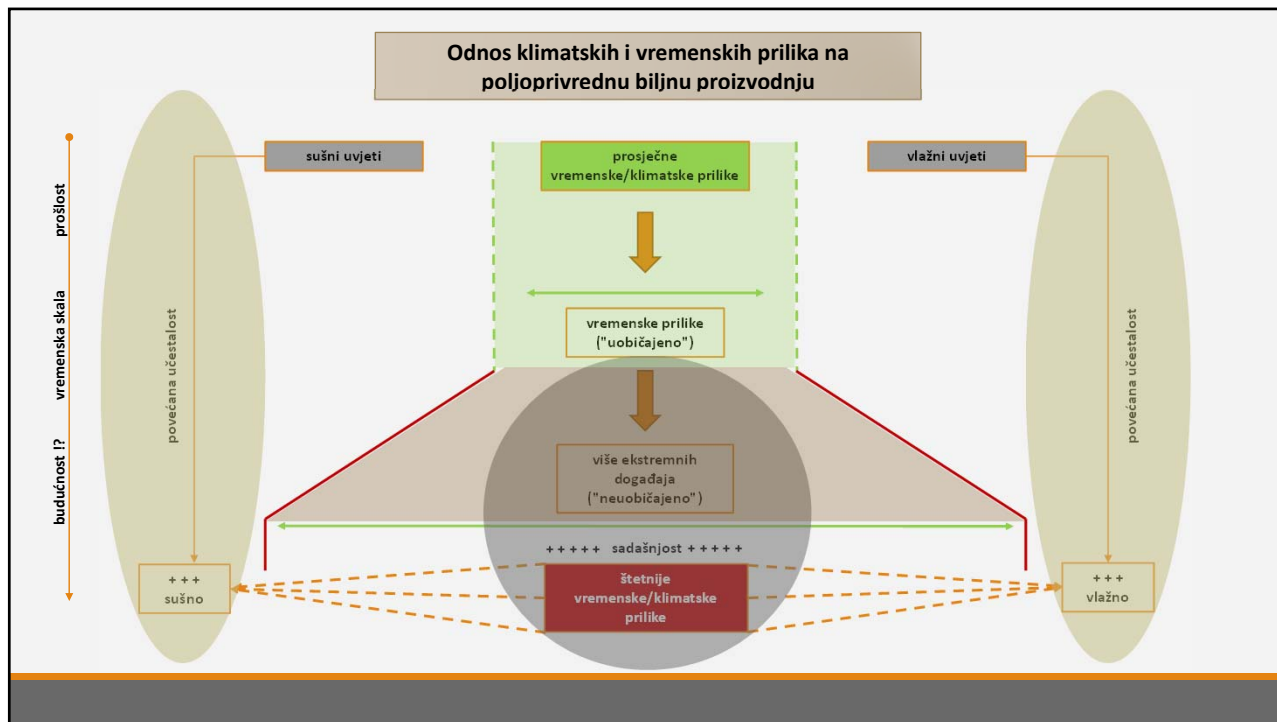 Odnos klimatskih i vremenskih prilika na
poljoprivrednu biljnu proizvodnju
sušni uvjeti
prosječne
vremenske/klimatske prilike
vlažni uvjeti
prošlost
vremenska skala
budućnost !?
povećana učestalost
povećana učestalost
vremenske prilike
("uobičajeno")
više ekstremnih
događaja
("neuobičajeno")
+ + + + + sadašnjost + + + + +
+ + +
sušno
štetnije
vremenske/klimatske
prilike
+ + +
vlažno